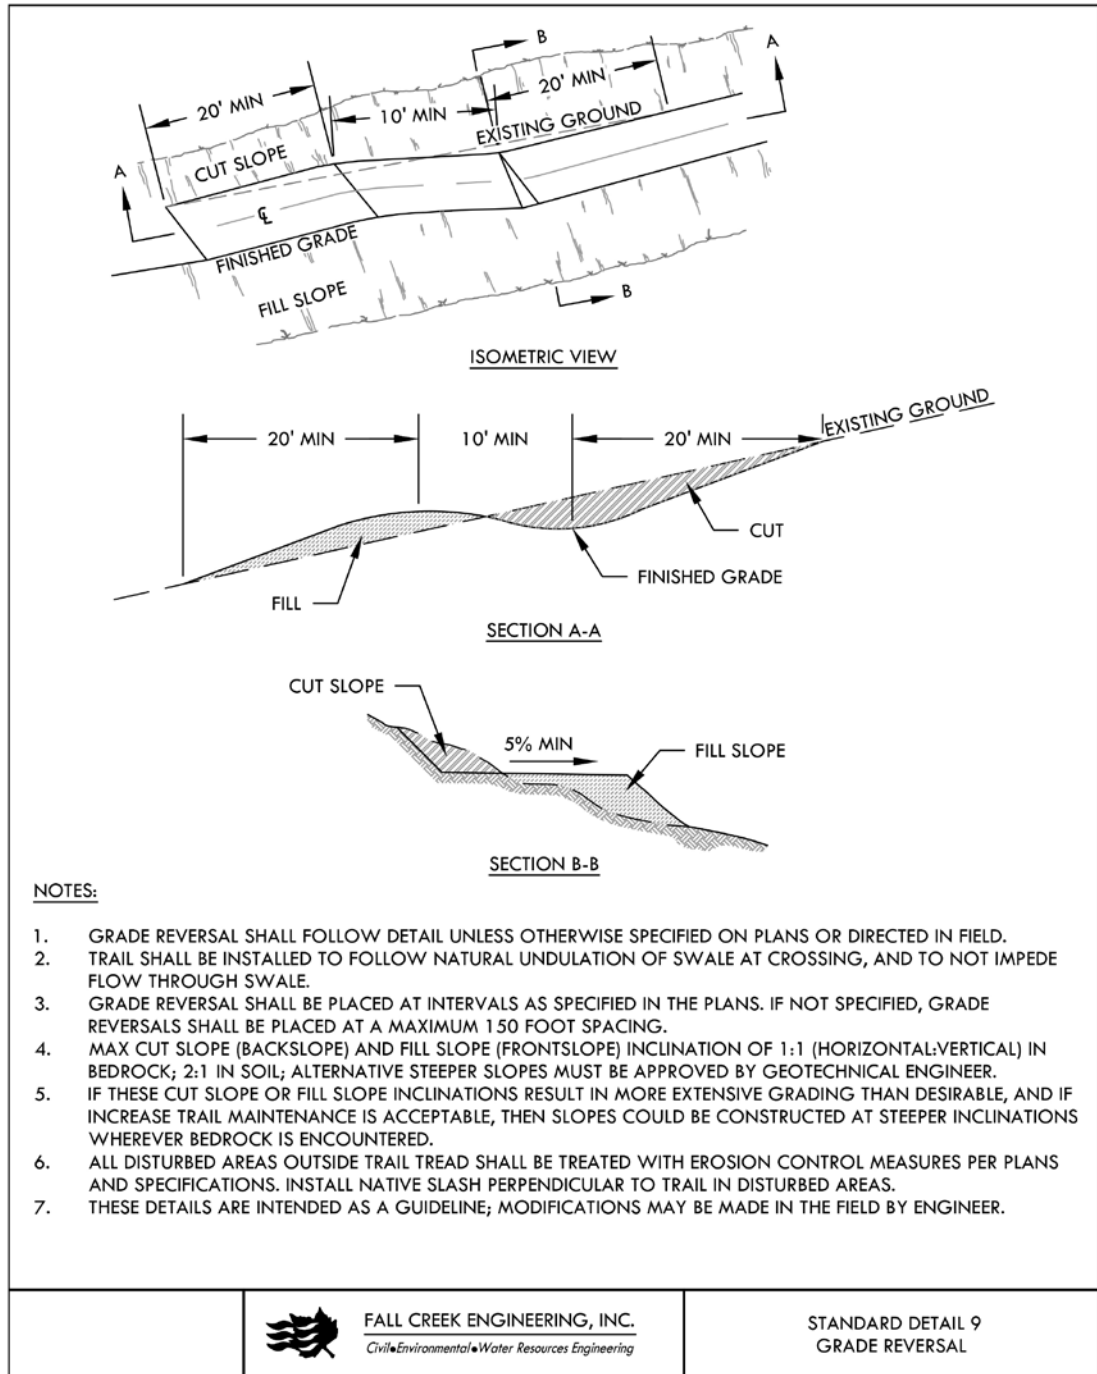 B
A
20' MIN
20' MIN
10' MIN
EXISTING GROUND
CUT SLOPE
A
℄
FINISHED GRADE
FILL SLOPE
B
ISOMETRIC VIEW
EXISTING GROUND
20' MIN
10' MIN
20' MIN
CUT
FINISHED GRADE
FILL
SECTION A-A
CUT SLOPE
5% MIN
FILL SLOPE
SECTION B-B
NOTES:
1. GRADE REVERSAL SHALL FOLLOW DETAIL UNLESS OTHERWISE SPECIFIED ON PLANS OR DIRECTED IN FIELD.
2. TRAIL SHALL BE INSTALLED TO FOLLOW NATURAL UNDULATION OF SWALE AT CROSSING, AND TO NOT IMPEDE
FLOW THROUGH SWALE.
3. GRADE REVERSAL SHALL BE PLACED AT INTERVALS AS SPECIFIED IN THE PLANS. IF NOT SPECIFIED, GRADE
REVERSALS SHALL BE PLACED AT A MAXIMUM 150 FOOT SPACING.
4. MAX CUT SLOPE (BACKSLOPE) AND FILL SLOPE (FRONTSLOPE) INCLINATION OF 1:1 (HORIZONTAL:VERTICAL) IN
BEDROCK; 2:1 IN SOIL; ALTERNATIVE STEEPER SLOPES MUST BE APPROVED BY GEOTECHNICAL ENGINEER.
5. IF THESE CUT SLOPE OR FILL SLOPE INCLINATIONS RESULT IN MORE EXTENSIVE GRADING THAN DESIRABLE, AND IF
INCREASE TRAIL MAINTENANCE IS ACCEPTABLE, THEN SLOPES COULD BE CONSTRUCTED AT STEEPER INCLINATIONS
WHEREVER BEDROCK IS ENCOUNTERED.
6. ALL DISTURBED AREAS OUTSIDE TRAIL TREAD SHALL BE TREATED WITH EROSION CONTROL MEASURES PER PLANS
AND SPECIFICATIONS. INSTALL NATIVE SLASH PERPENDICULAR TO TRAIL IN DISTURBED AREAS.
7. THESE DETAILS ARE INTENDED AS A GUIDELINE; MODIFICATIONS MAY BE MADE IN THE FIELD BY ENGINEER.
FALL CREEK ENGINEERING, INC.
Civil●Environmental●Water Resources Engineering
STANDARD DETAIL 9
GRADE REVERSAL